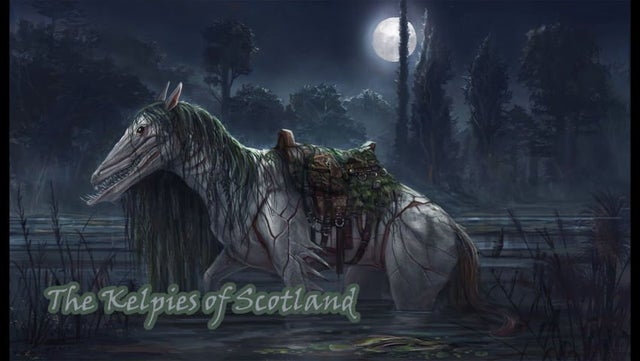 The Kelpies of Scotland